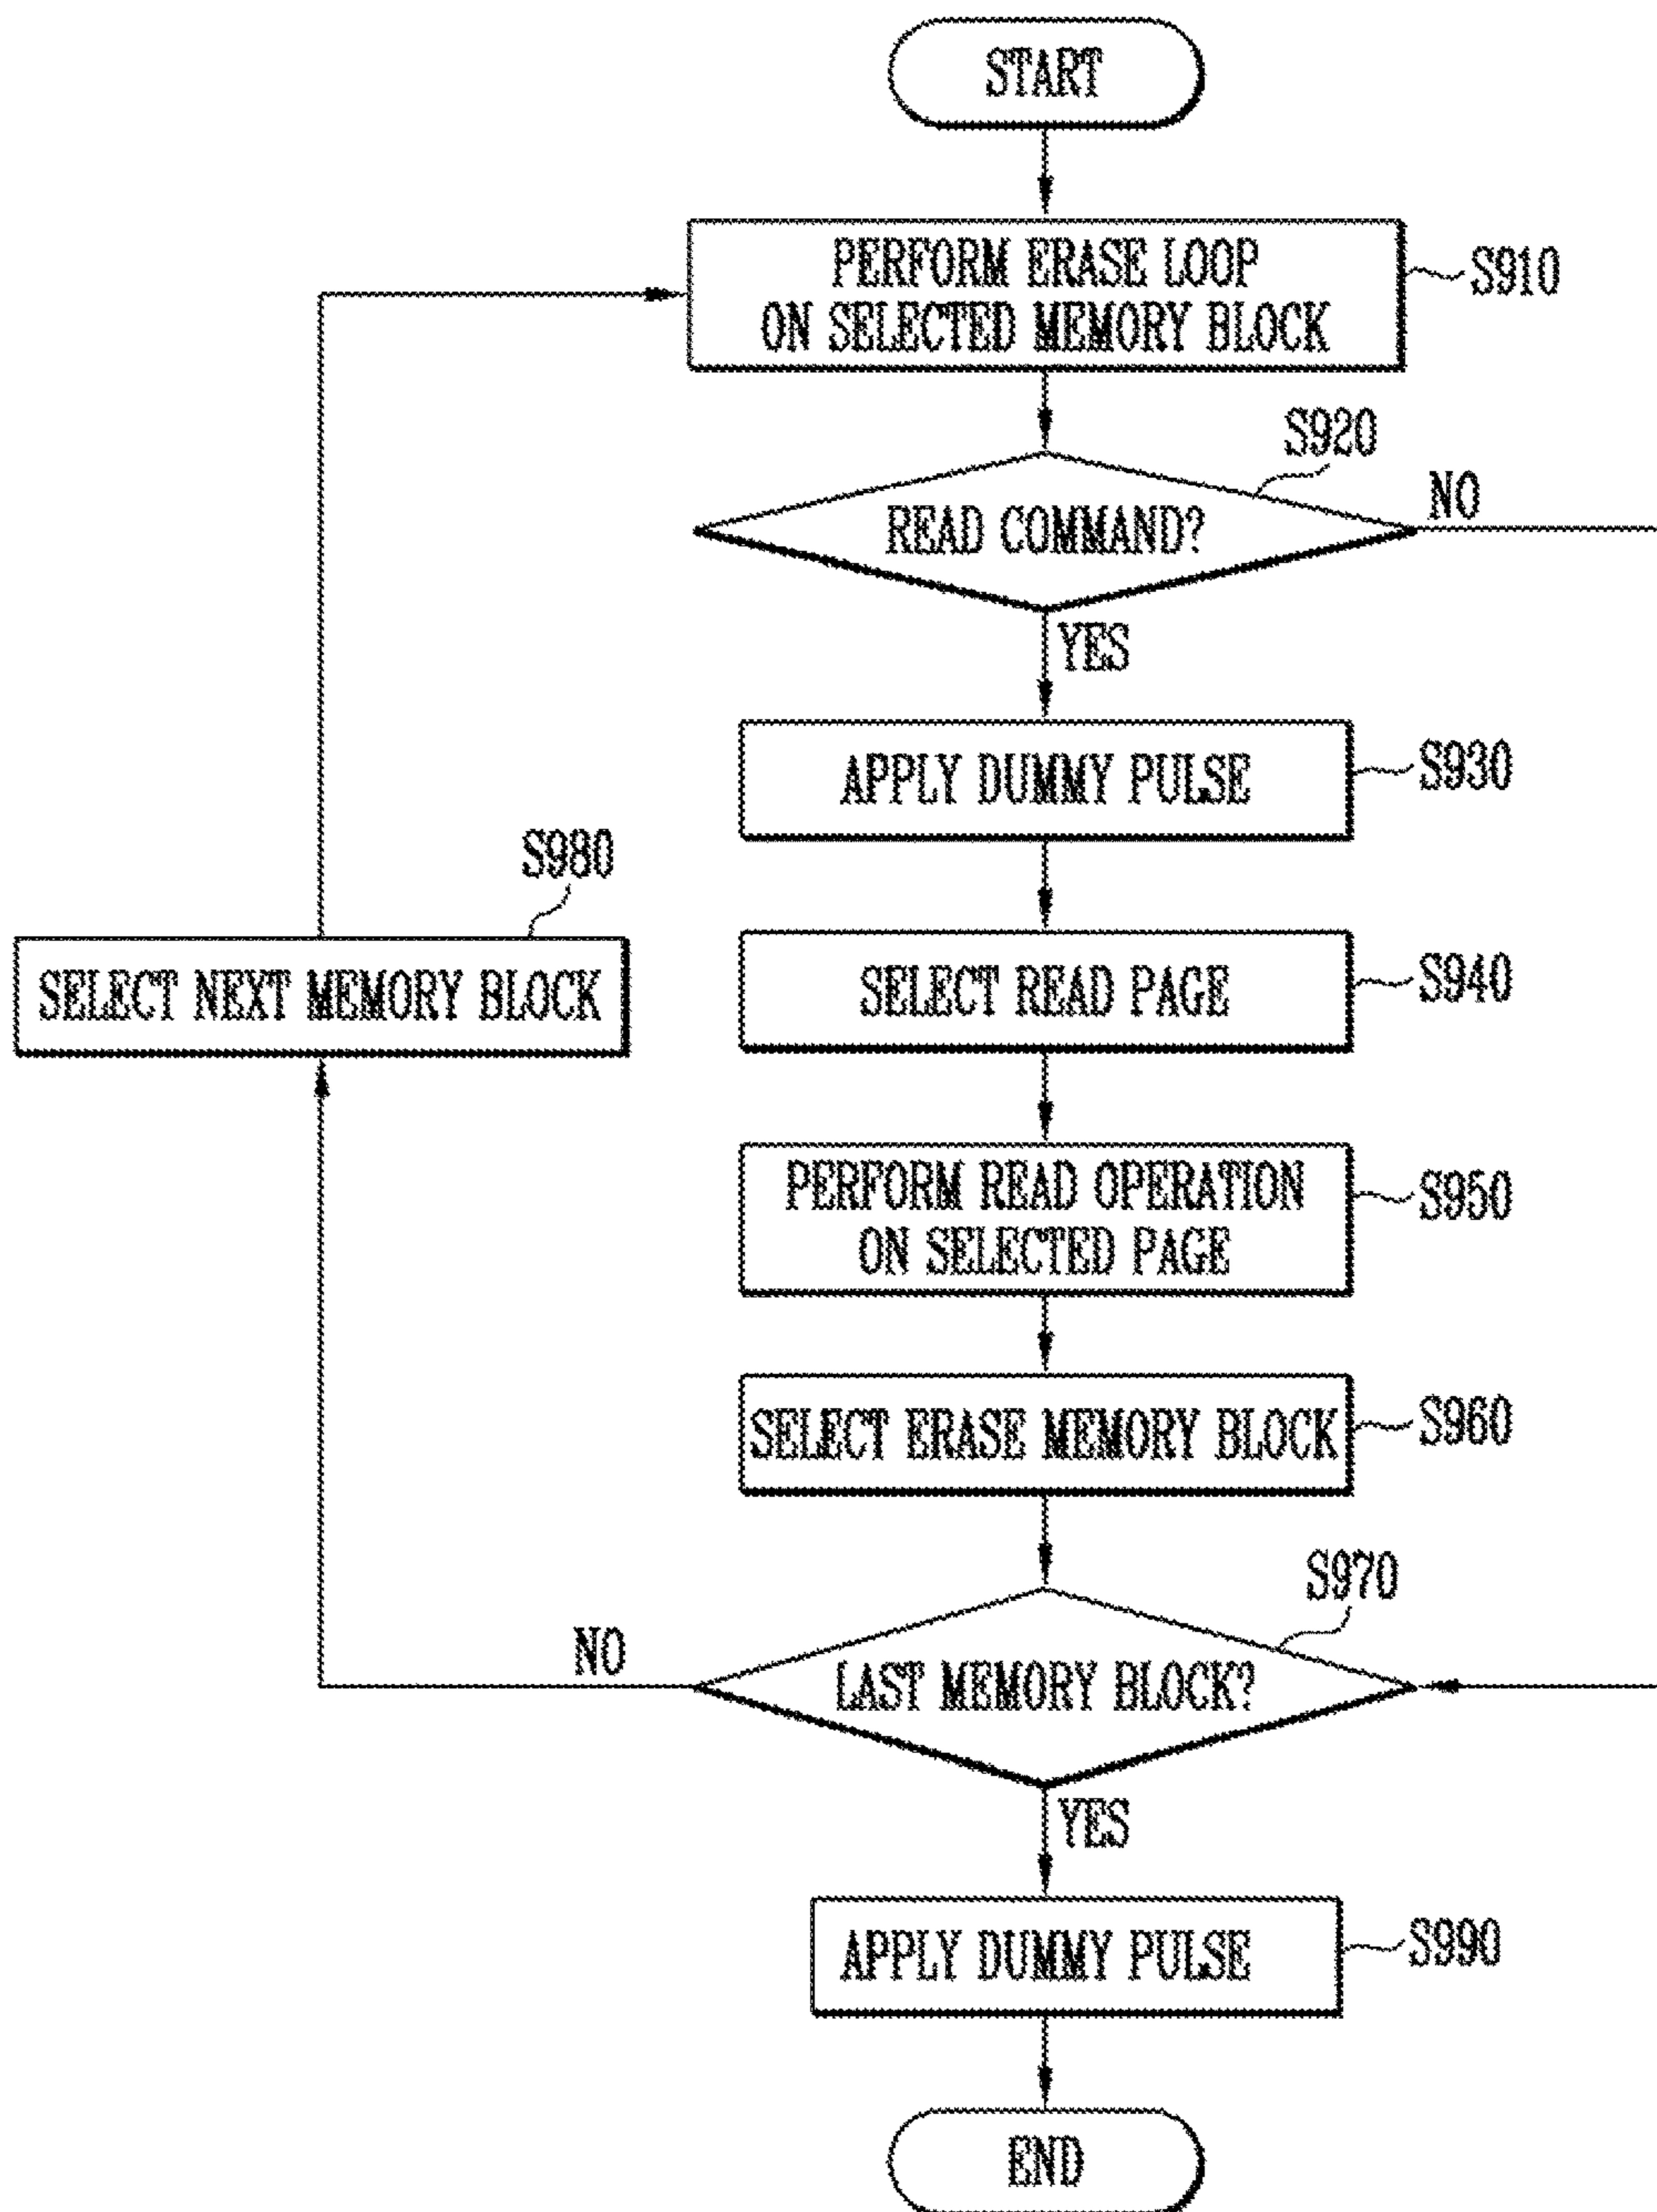 START
PERFORM ERASE LOOP
ON SELECTED MEMORY BLOCK
S910
S920
READ COMMAND?
NO
YES
APPLY DUMMY PULSE
S930
S980
SELECT NEXT MEMORY BLOCK
SELECT READ PAGE
S940
PERFORM READ OPERATION
ON SELECTED PAGE
S950
SELECT ERASE MEMORY BLOCK
S960
S970
NO
LAST MEMORY BLOCK?
YES
APPLY DUMMY PULSE
S990
END